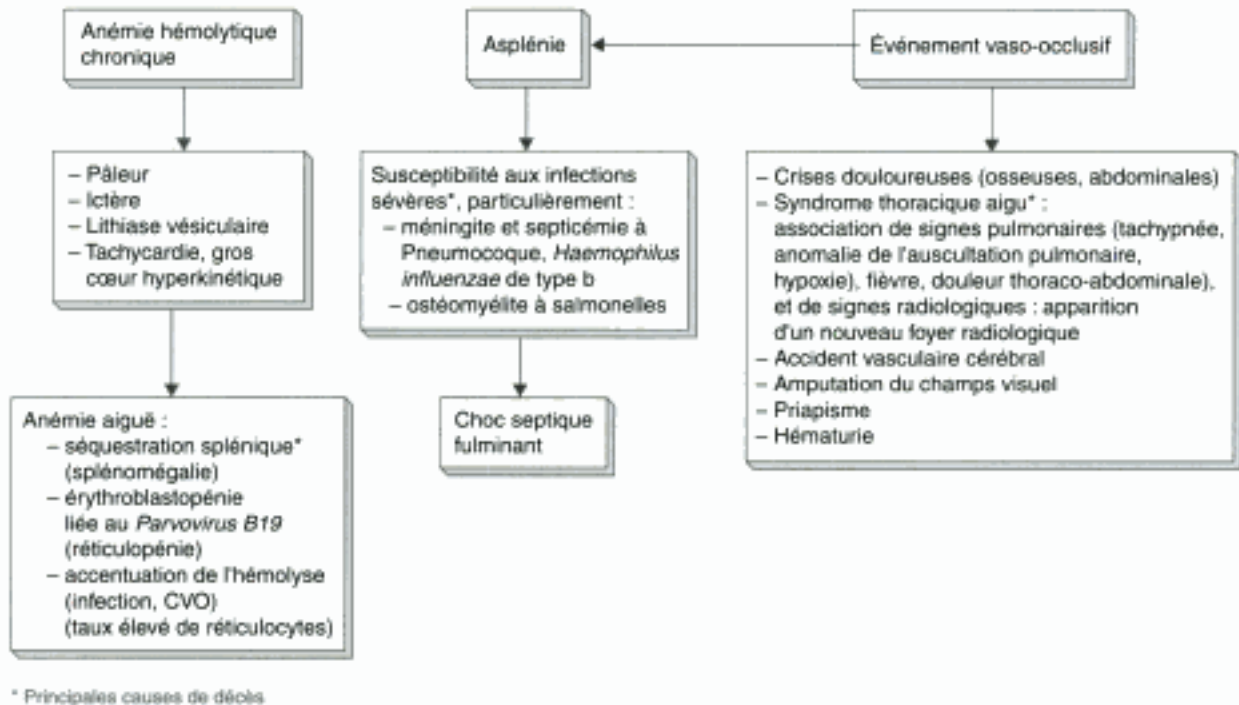 Anémie hémolytique
chronique
– Pâleur
– Ictère
– Lithiase vésiculaire
– Tachycardie, gros
cœur hyperkinétique
Anémie aiguë :
– séquestration splénique*
(splénomégalie)
– érythroblastopénie
liée au Parvovirus B19
(réticulopénie)
– accentuation de l'hémolyse
(infection, CVO)
(taux élevé de réticulocytes)
Asplénie
Susceptibilité aux infections
sévères*, particulièrement :
– méningite et septicémie à
Pneumocoque, Haemophilus
influenzae de type b
– ostéomyélite à salmonelles
Choc septique
fulminant
Événement vaso-occlusif
– Crises douloureuses (osseuses, abdominales)
– Syndrome thoracique aigu* :
association de signes pulmonaires (tachypnée,
anomalie de l'auscultation pulmonaire,
hypoxie), fièvre, douleur thoraco-abdominale),
et de signes radiologiques : apparition
d'un nouveau foyer radiologique
– Accident vasculaire cérébral
– Amputation du champs visuel
– Priapisme
– Hématurie
* Principales causes de décès